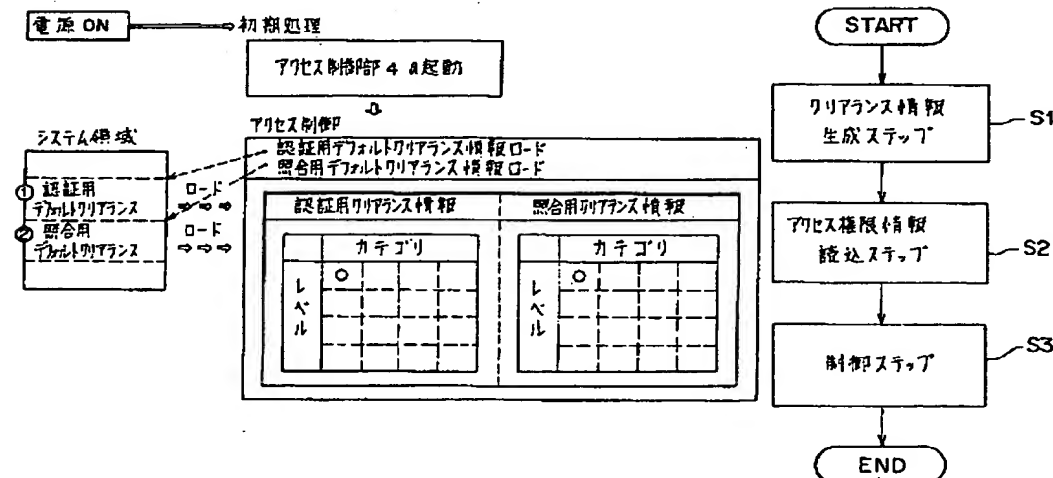 電源 ON
初期処理
アクセス制御部 4 a起動
アクセス制御中
システム領域
認証用デフォルトクリアランス情報ロード
照合用デフォルトクリアランス情報ロード
① 認証用
デフォルトクリアランス
ロード
② 照合用
デフォルトクリアランス
ロード
認証用クリアランス情報
照合用クリアランス情報
カテゴリ
レベル
○
カテゴリ
レベル
○
START
クリアランス情報
生成ステップ
S1
アクセス権限情報
読込ステップ
S2
制御ステップ
S3
END